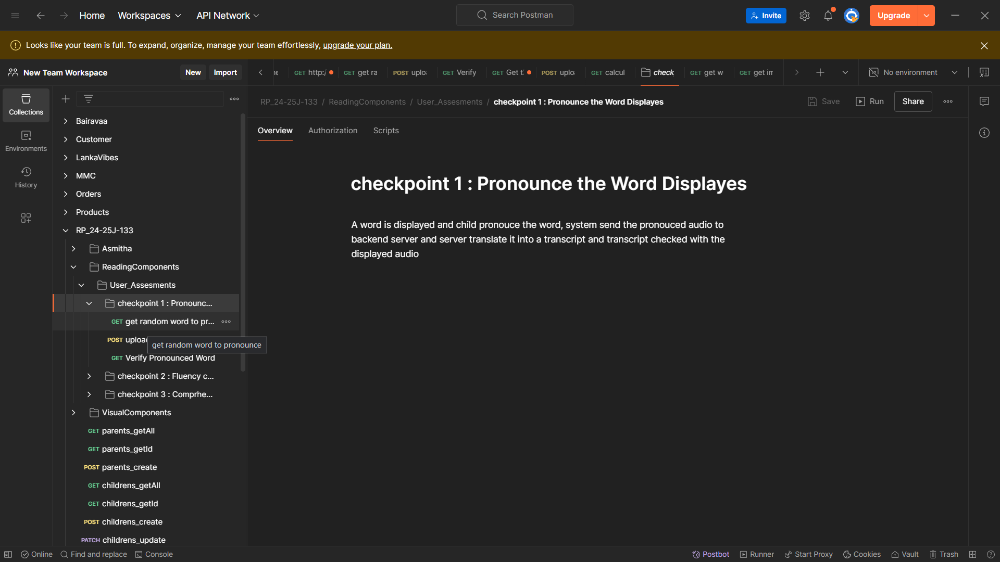 Home
Workspaces
API Network
Search Postman
Invite
Upgrade
Looks like your team is full. To expand, organize, manage your team effortlessly, upgrade your plan.
New Team Workspace
New
Import
GET http:/
GET get ra
POST uplo
GET Verify
GET Get t
POST uplo
GET calcul
check
GET get w
GET get im
No environment
Collections
Environments
History
RP_24-25J-133 / ReadingComponents / User_Assesments / checkpoint 1 : Pronounce the Word Displayes
Save
Run
Share
Overview
Authorization
Scripts
Bairavaa
Customer
LankaVibes
MMC
Orders
Products
RP_24-25J-133
Asmitha
ReadingComponents
User_Assesments
checkpoint 1 : Pronounc...
GET get random word to pr...
POST uploa
get random word to pronounce
GET Verify Pronounced Word
checkpoint 2 : Fluency c...
checkpoint 3 : Comprhe...
VisualComponents
GET parents_getAll
GET parents_getId
POST parents_create
GET childrens_getAll
GET childrens_getId
POST childrens_create
PATCH childrens_update
checkpoint 1 : Pronounce the Word Displayes
A word is displayed and child pronouce the word, system send the pronouced audio to
backend server and server translate it into a transcript and transcript checked with the
displayed audio
Online
Find and replace
Console
Postbot
Runner
Start Proxy
Cookies
Vault
Trash